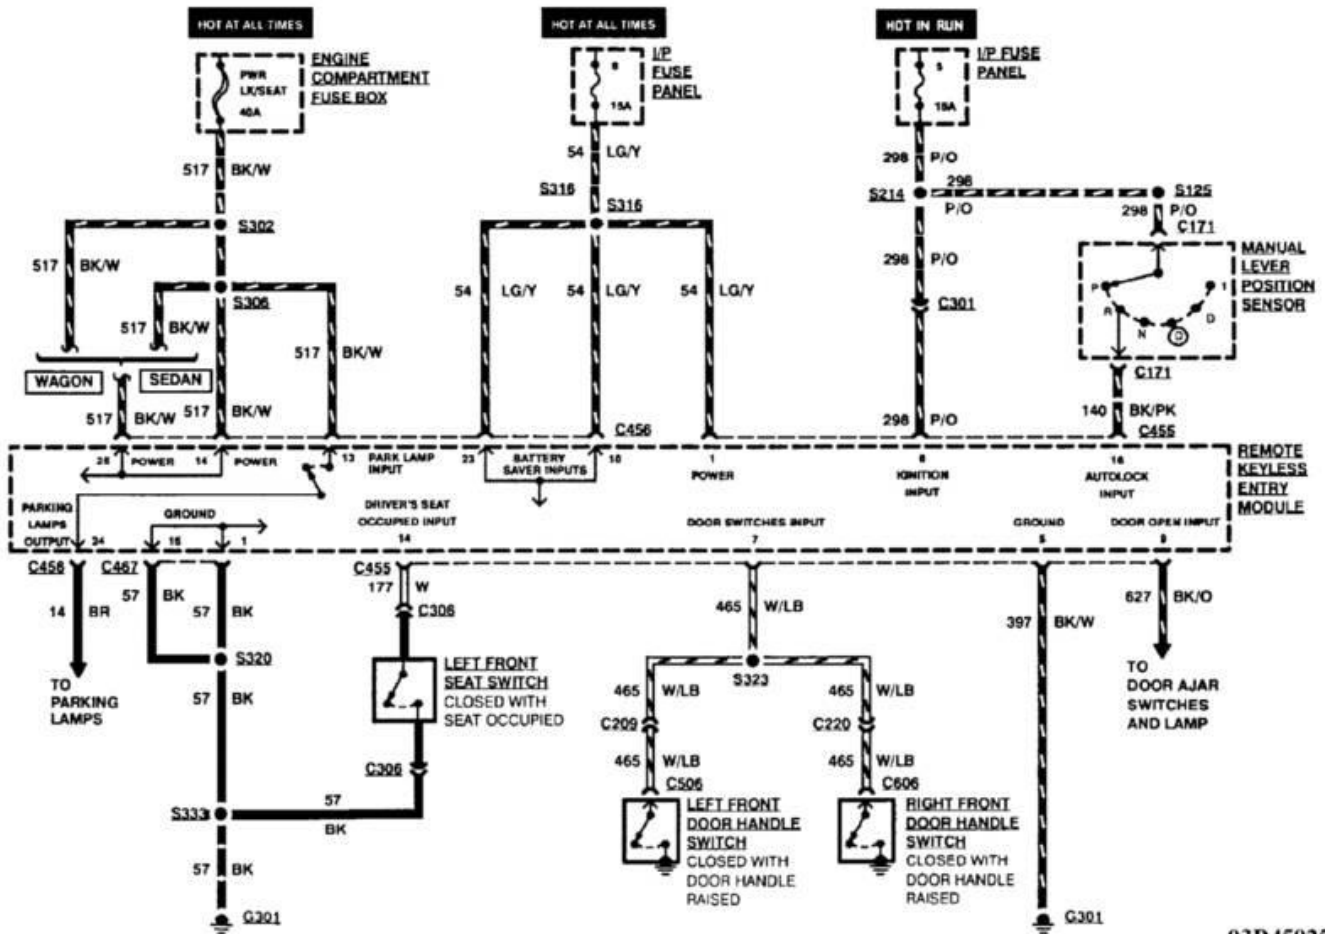 HOT AT ALL TIMES
HOT AT ALL TIMES
HOT IN RUN
PWR
LK/SEAT
40A
ENGINE
COMPARTMENT
FUSE BOX
8
15A
I/P
FUSE
PANEL
5
15A
I/P FUSE
PANEL
517 BK/W
54 LG/Y
298 P/O
S316
S214
298
P/O
S125
298 P/O
C171
S302
S316
517 BK/W
54 LG/Y
54 LG/Y
54 LG/Y
298 P/O
MANUAL
LEVER
POSITION
SENSOR
P
R
N
D
D
1
S306
C301
517 BK/W
517 BK/W
WAGON
SEDAN
C171
517 BK/W
517 BK/W
C456
298 P/O
140 BK/PK
C455
REMOTE
KEYLESS
ENTRY
MODULE
POWER
14
POWER
13
PARK LAMP
INPUT
23
BATTERY
SAVER INPUTS
10
1
POWER
IGNITION
INPUT
16
AUTOLOCK
INPUT
PARKING
LAMPS
OUTPUT
24
GROUND
1
DRIVER'S SEAT
OCCUPIED INPUT
14
DOOR SWITCHES INPUT
7
GROUND
5
DOOR OPEN INPUT
C467
C455
57 BK
57 BK
14 BR
177 W
C306
465 W/LB
397 BK/W
627 BK/O
TO
PARKING
LAMPS
S320
57 BK
LEFT FRONT
SEAT SWITCH
CLOSED WITH
SEAT OCCUPIED
S323
465 W/LB
465 W/LB
TO
DOOR AJAR
SWITCHES
AND LAMP
C209
C220
C306
465 W/LB
465 W/LB
C506
C606
S333
57
BK
LEFT FRONT
DOOR HANDLE
SWITCH
CLOSED WITH
DOOR HANDLE
RAISED
RIGHT FRONT
DOOR HANDLE
SWITCH
CLOSED WITH
DOOR HANDLE
RAISED
57 BK
G301
G301